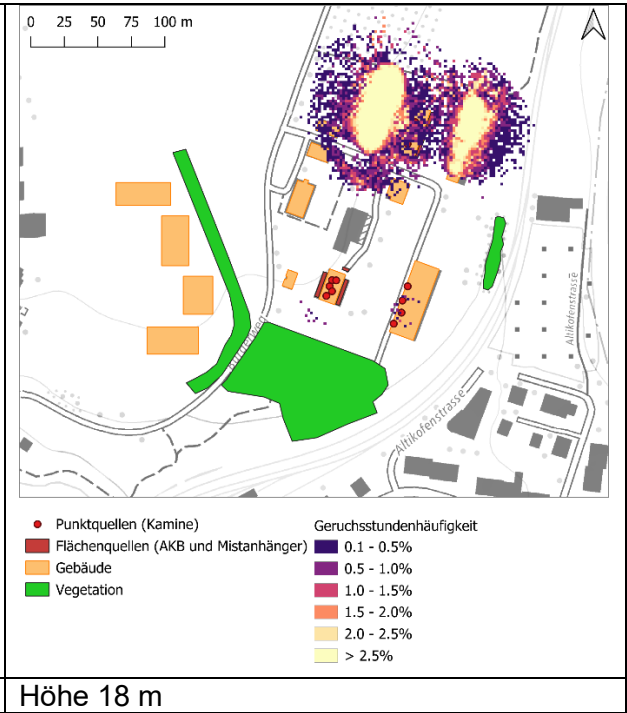 0 25 50 75 100 m
Altikofenstrasse
Altikofenstrasse
Punktquellen (Kamine)
Flächenquellen (AKB und Mistanhänger)
Gebäude
Vegetation
Geruchsstundenhäufigkeit
0.1 - 0.5%
0.5 - 1.0%
1.0 - 1.5%
1.5 - 2.0%
2.0 - 2.5%
> 2.5%
Höhe 18 m